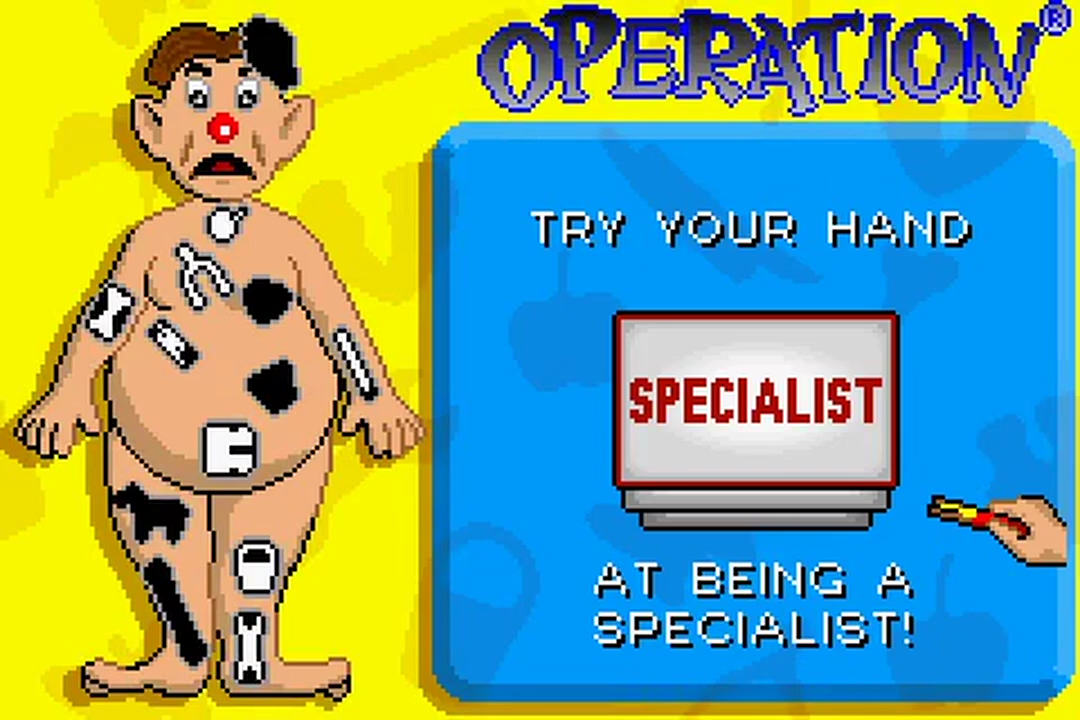 OPERATION®
TRY YOUR HAND
SPECIALIST
AT BEING A
SPECIALIST!